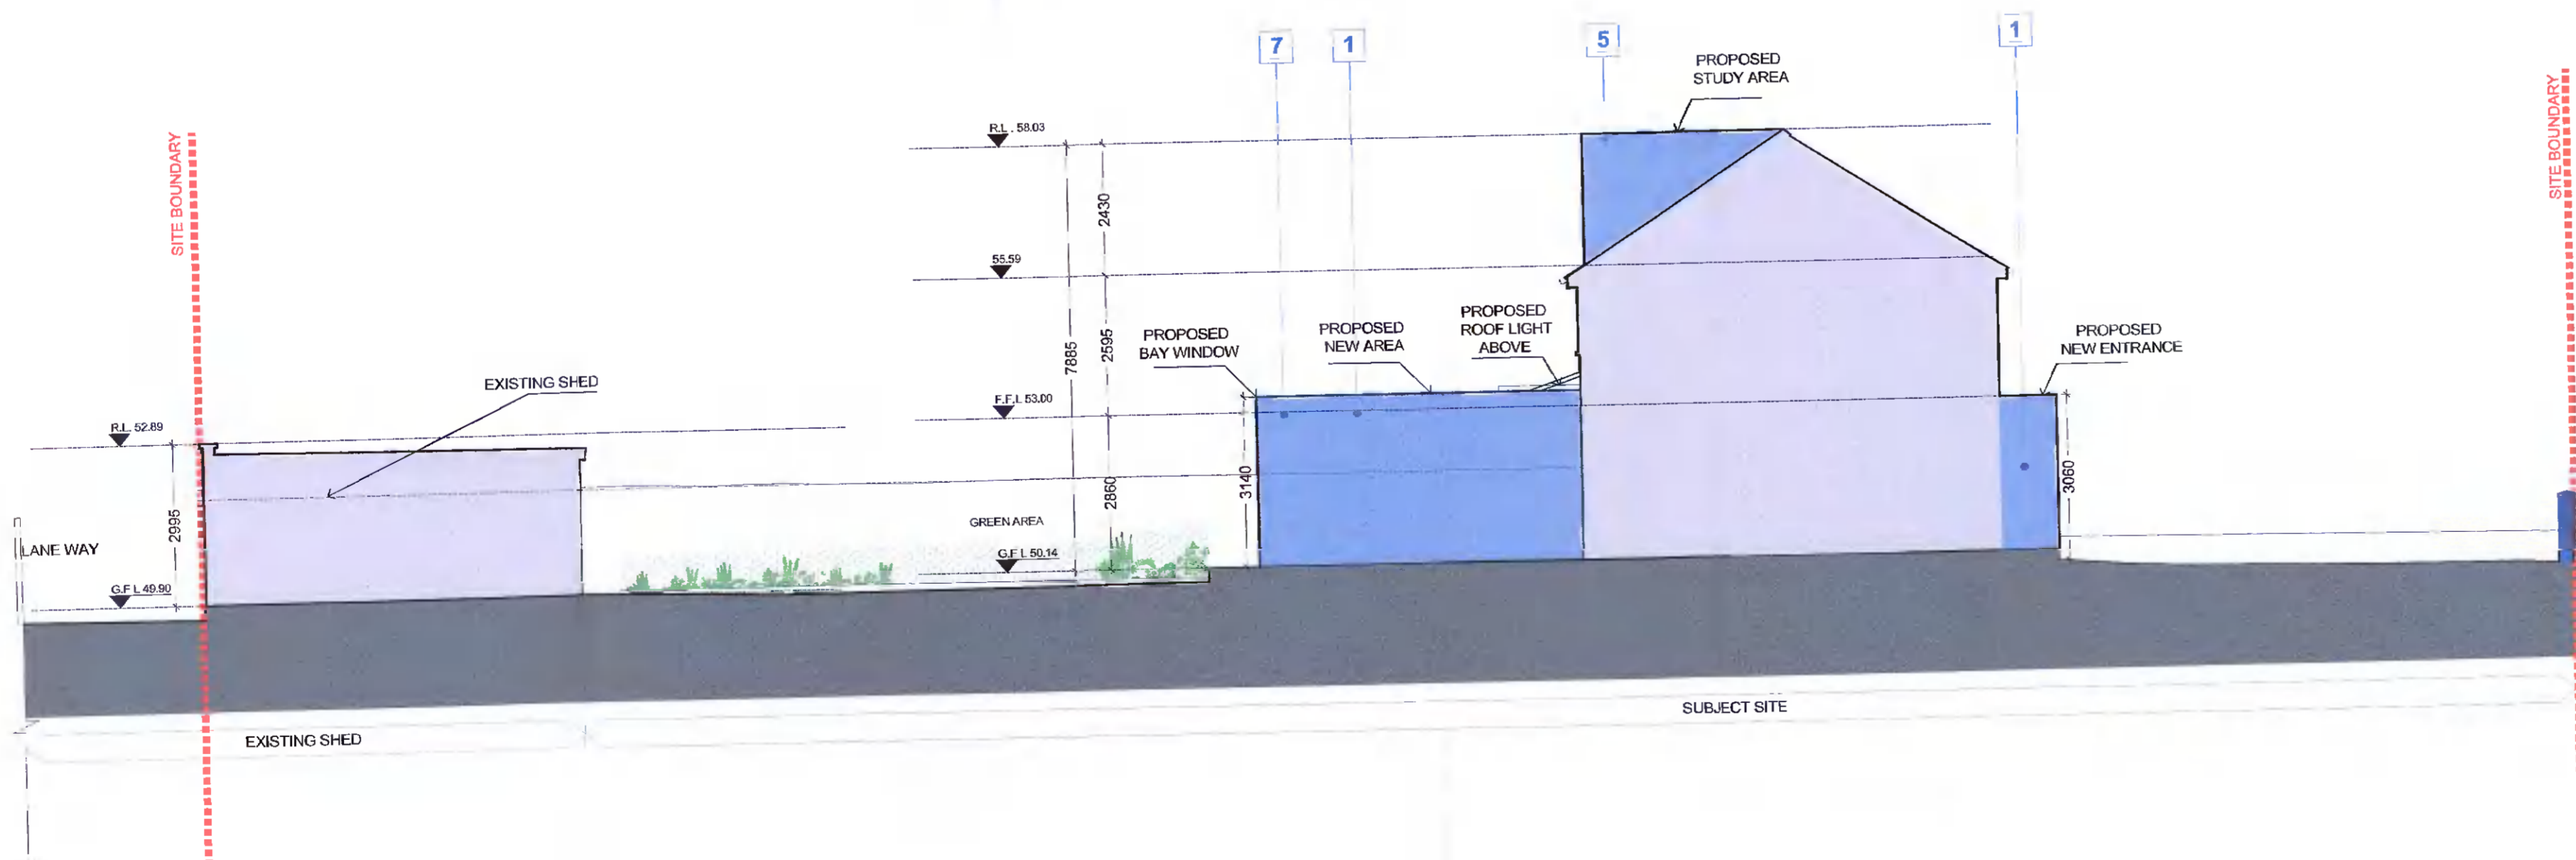 7
1
5
1
PROPOSED
STUDY AREA
SITE BOUNDARY
SITE BOUNDARY
R.L . 58.03
2430
55.59
7885
2595
PROPOSED
BAY WINDOW
PROPOSED
NEW AREA
PROPOSED
ROOF LIGHT
ABOVE
PROPOSED
NEW ENTRANCE
EXISTING SHED
F.F.L 53.00
R.L. 52.89
2995
2860
3140
3060
GREEN AREA
LANE WAY
G.F L 50.14
G.F L 49.90
SUBJECT SITE
EXISTING SHED